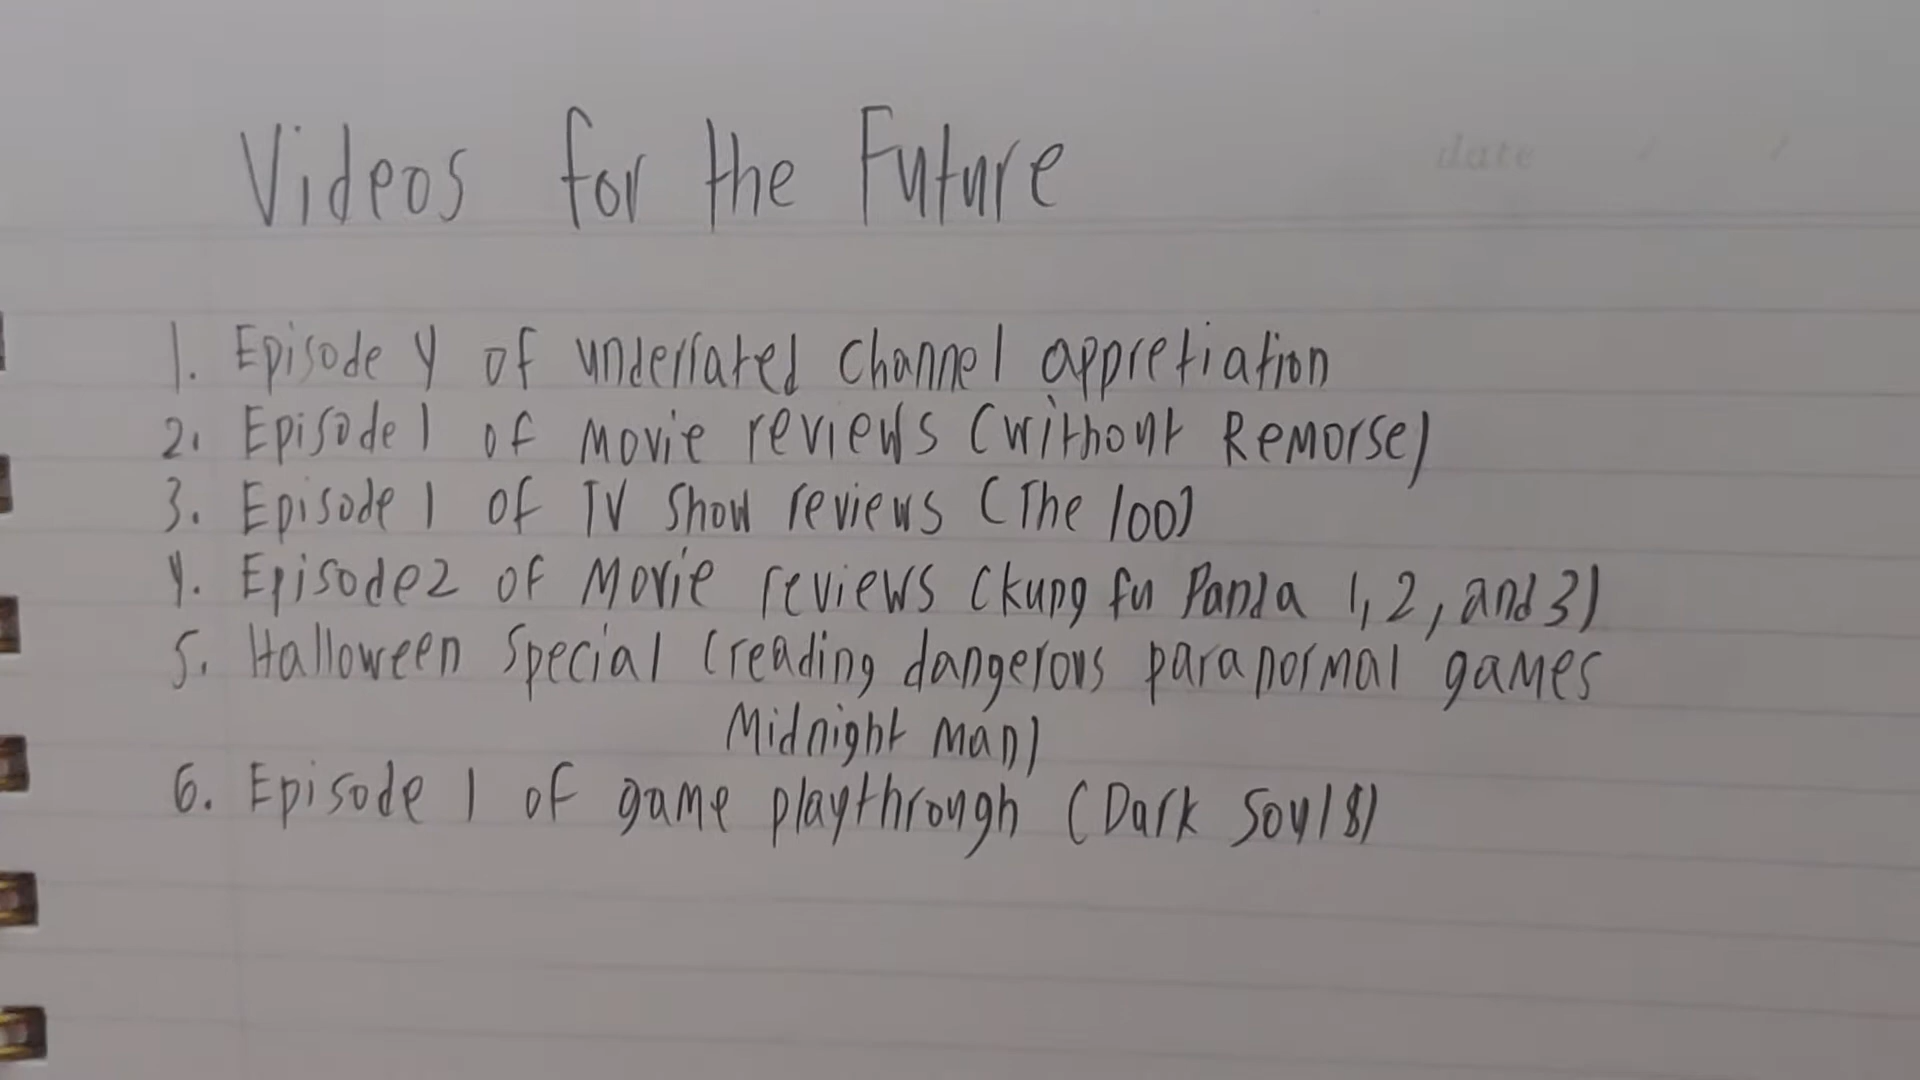 Videos for the Future
date / /
1. Episode 4 of underrated channel appretiation
2. Episode 1 of Movie reviews (without Remorse)
3. Episode 1 of TV Show reviews (The 100)
4. Episode 2 of Movie reviews (kung fu Panda 1, 2, and 3)
5. Halloween Special (reading dangerous paranormal games
Midnight Man)
6. Episode 1 of game playthrough (Dark Souls)